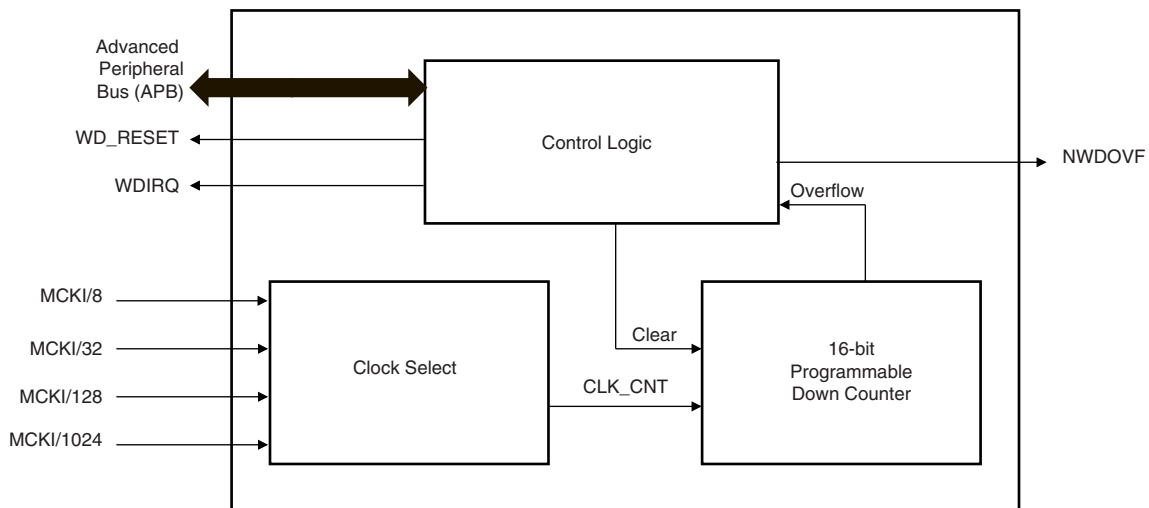 Advanced
Peripheral
Bus (APB)
WD_RESET
WDIRQ
Control Logic
NWDOVF
Overflow
MCKI/8
MCKI/32
MCKI/128
MCKI/1024
Clock Select
Clear
CLK_CNT
16-bit
Programmable
Down Counter